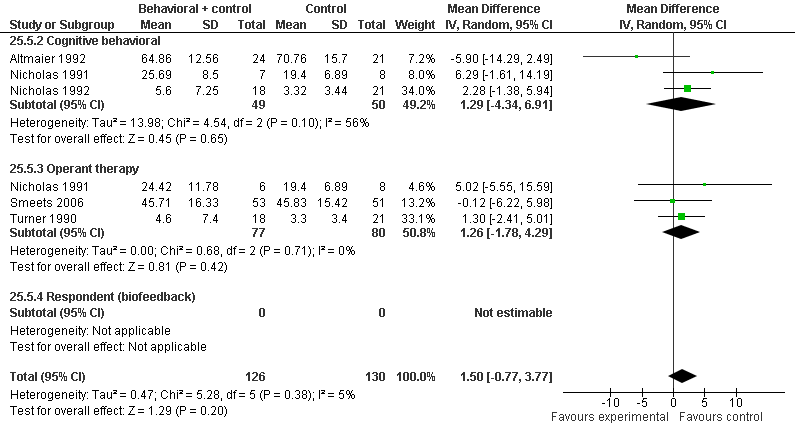 Behavioral + control Control Mean Difference Mean Difference
Study or Subgroup Mean SD Total Mean SD Total Weight IV, Random, 95% CI IV, Random, 95% CI
25.5.2 Cognitive behavioral
Altmaier 1992 64.86 12.56 24 70.76 15.7 21 7.2% -5.90 [-14.29, 2.49]
Nicholas 1991 25.69 8.5 7 19.4 6.89 8 8.0% 6.29 [-1.61, 14.19]
Nicholas 1992 5.6 7.25 18 3.32 3.44 21 34.0% 2.28 [-1.38, 5.94]
Subtotal (95% CI) 49 50 49.2% 1.29 [-4.34, 6.91]
Heterogeneity: Tau² = 13.98; Chi² = 4.54, df = 2 (P = 0.10); I² = 56%
Test for overall effect: Z = 0.45 (P = 0.65)
25.5.3 Operant therapy
Nicholas 1991 24.42 11.78 6 19.4 6.89 8 4.6% 5.02 [-5.55, 15.59]
Smeets 2006 45.71 16.33 53 45.83 15.42 51 13.2% -0.12 [-6.22, 5.98]
Turner 1990 4.6 7.4 18 3.3 3.4 21 33.1% 1.30 [-2.41, 5.01]
Subtotal (95% CI) 77 80 50.8% 1.26 [-1.78, 4.29]
Heterogeneity: Tau² = 0.00; Chi² = 0.68, df = 2 (P = 0.71); I² = 0%
Test for overall effect: Z = 0.81 (P = 0.42)
25.5.4 Respondent (biofeedback)
Subtotal (95% CI) 0 0 Not estimable
Heterogeneity: Not applicable
Test for overall effect: Not applicable
Total (95% CI) 126 130 100.0% 1.50 [-0.77, 3.77]
Heterogeneity: Tau² = 0.47; Chi² = 5.28, df = 5 (P = 0.38); I² = 5%
Test for overall effect: Z = 1.29 (P = 0.20)
-10 -5 0 5 10
Favours experimental Favours control